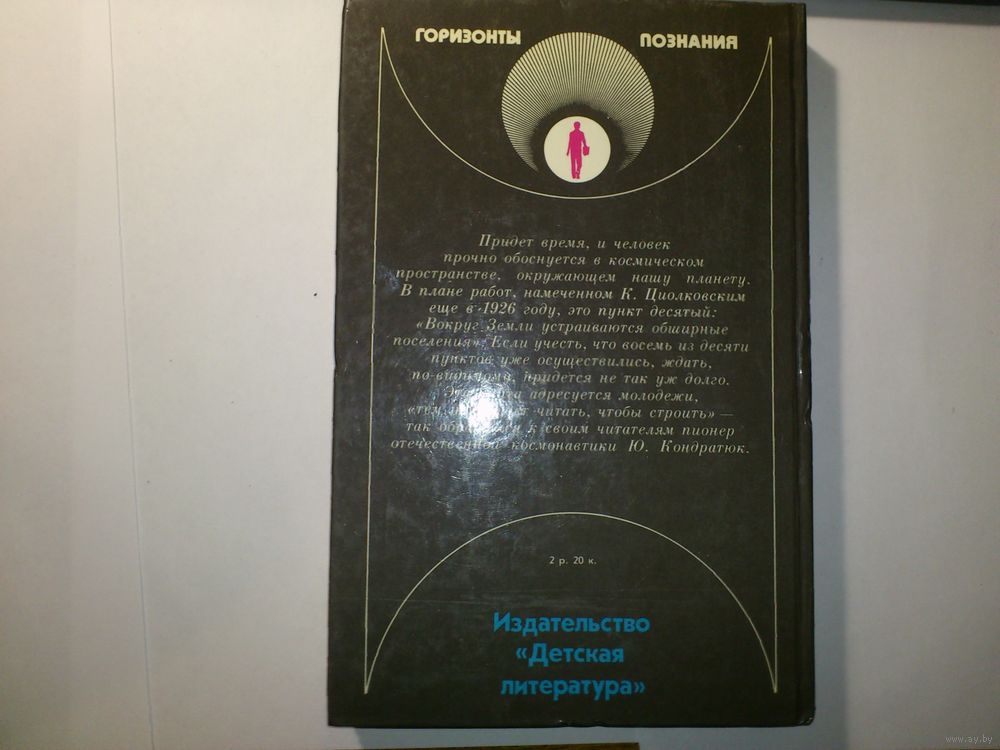 ГОРИЗОНТЫ ПОЗНАНИЯ
Придет время, и человек
прочно обоснуется в космическом
пространстве, окружающем нашу планету.
В плане работ, намеченном К. Циолковским
еще в 1926 году, это пункт десятый:
«Вокруг Земли устраиваются обширные
поселения». Если учесть, что восемь из десяти
пунктов уже осуществились, ждать,
по-видимому, придется не так уж долго.
адресуется молодежи,
читать, чтобы строить» —
так к своим читателям пионер
отечественной космонавтики Ю. Кондратюк.
2 р. 20 к.
Издательство
«Детская
литература»
www.ay.by